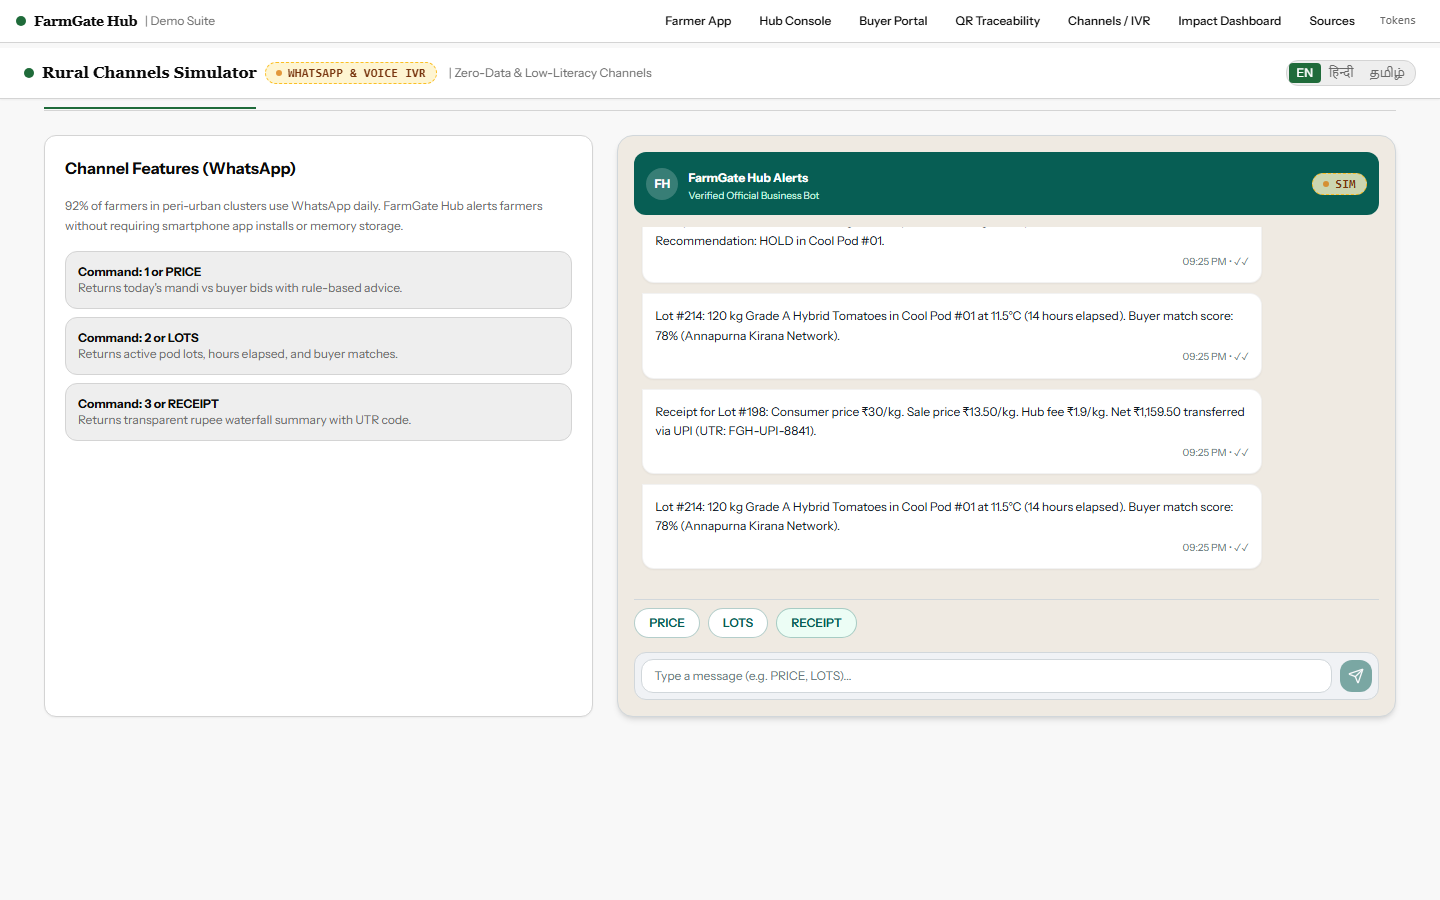 FarmGate Hub | Demo Suite
Farmer App
Hub Console
Buyer Portal
QR Traceability
Channels / IVR
Impact Dashboard
Sources
Tokens
Rural Channels Simulator
WHATSAPP & VOICE IVR
| Zero-Data & Low-Literacy Channels
EN
हिन्दी
தமிழ்
Channel Features (WhatsApp)
92% of farmers in peri-urban clusters use WhatsApp daily. FarmGate Hub alerts farmers
without requiring smartphone app installs or memory storage.
Command: 1 or PRICE
Returns today's mandi vs buyer bids with rule-based advice.
Command: 2 or LOTS
Returns active pod lots, hours elapsed, and buyer matches.
Command: 3 or RECEIPT
Returns transparent rupee waterfall summary with UTR code.
FH
FarmGate Hub Alerts
Verified Official Business Bot
SIM
Recommendation: HOLD in Cool Pod #01.
09:25 PM • ✓✓
Lot #214: 120 kg Grade A Hybrid Tomatoes in Cool Pod #01 at 11.5°C (14 hours elapsed). Buyer match score:
78% (Annapurna Kirana Network).
09:25 PM • ✓✓
Receipt for Lot #198: Consumer price ₹30/kg. Sale price ₹13.50/kg. Hub fee ₹1.9/kg. Net ₹1,159.50 transferred
via UPI (UTR: FGH-UPI-8841).
09:25 PM • ✓✓
Lot #214: 120 kg Grade A Hybrid Tomatoes in Cool Pod #01 at 11.5°C (14 hours elapsed). Buyer match score:
78% (Annapurna Kirana Network).
09:25 PM • ✓✓
PRICE
LOTS
RECEIPT
Type a message (e.g. PRICE, LOTS)...